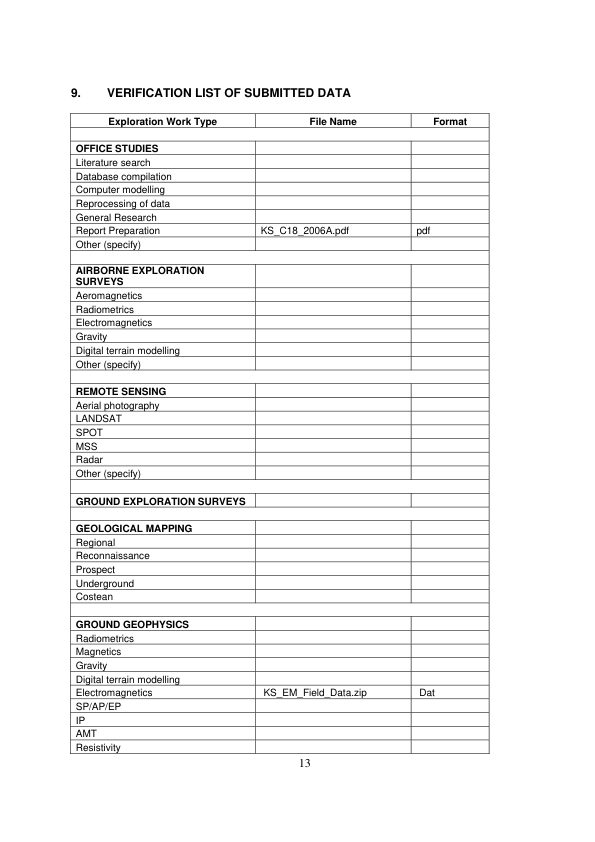 9. VERIFICATION LIST OF SUBMITTED DATA
Exploration Work Type File Name Format
OFFICE STUDIES
Literature search
Database compilation
Computer modelling
Reprocessing of data
General Research
Report Preparation KS_C18_2006A.pdf pdf
Other (specify)
AIRBORNE EXPLORATION
SURVEYS
Aeromagnetics
Radiometrics
Electromagnetics
Gravity
Digital terrain modelling
Other (specify)
REMOTE SENSING
Aerial photography
LANDSAT
SPOT
MSS
Radar
Other (specify)
GROUND EXPLORATION SURVEYS
GEOLOGICAL MAPPING
Regional
Reconnaissance
Prospect
Underground
Costean
GROUND GEOPHYSICS
Radiometrics
Magnetics
Gravity
Digital terrain modelling
Electromagnetics KS_EM_Field_Data.zip Dat
SP/AP/EP
IP
AMT
Resistivity
13